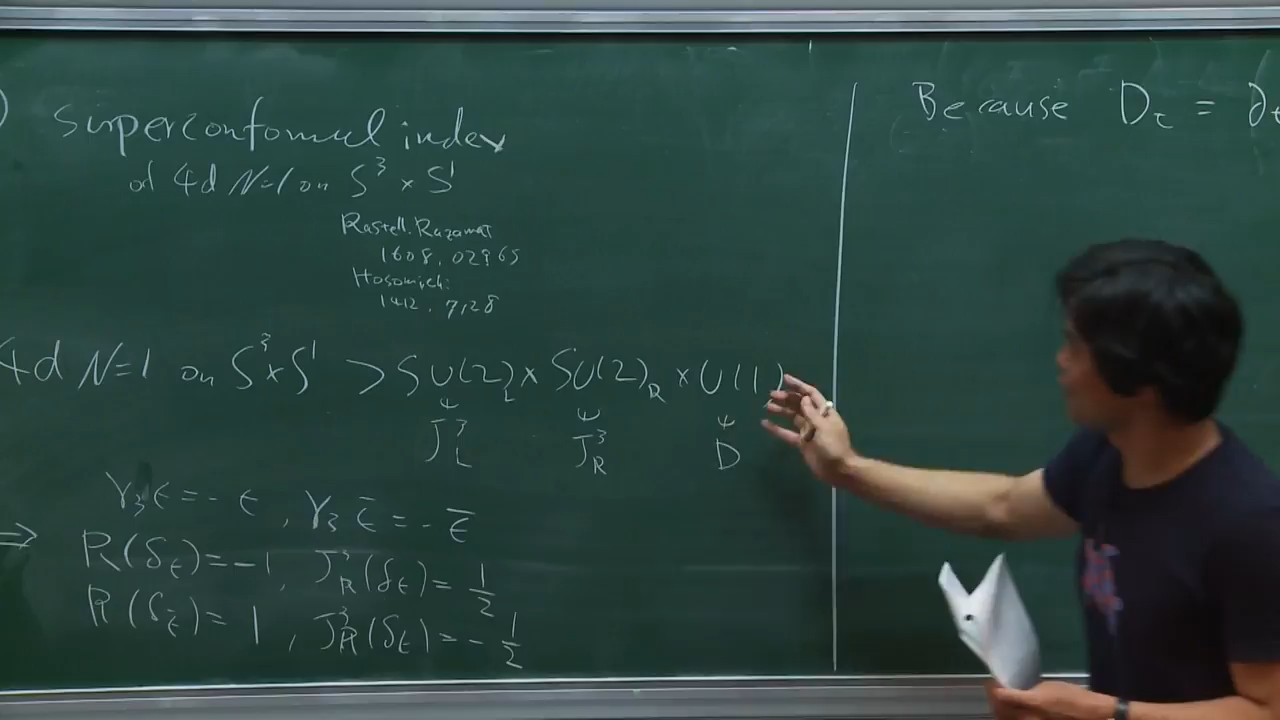 ) Superconformal index
of 4d N=1 on S³ × S¹
Rastelli. Razamat
1608.02965
Hosomichi
1412.7128
4d N=1 on S³×S¹ > SU(2)_L × SU(2)_R × U(1)
J³_L J³_R D
γ₃ε = -ε , γ₃ε̄ = -ε̄
⇒ R(δ_ε) = -1 , J³_R(δ_ε) = 1/2
R(δ_ε̄) = 1 , J³_R(δ_ε) = -1/2
Because D_τ = ∂_t